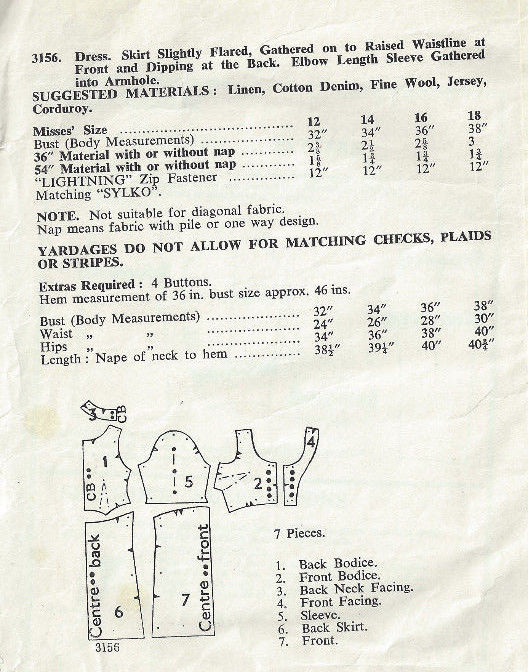 3156. Dress. Skirt Slightly Flared, Gathered on to Raised Waistline at
Front and Dipping at the Back. Elbow Length Sleeve Gathered
into Armhole.
SUGGESTED MATERIALS : Linen, Cotton Denim, Fine Wool, Jersey,
Corduroy.
Misses' Size ............ 12 14 16 18
Bust (Body Measurements) ............ 32" 34" 36" 38"
36" Material with or without nap ............ 2⅜ 2½ 2⅝ 3
54" Material with or without nap ............ 1⅝ 1¾ 1¾ 1¾
"LIGHTNING" Zip Fastener ............ 12" 12" 12" 12"
Matching "SYLKO".
NOTE. Not suitable for diagonal fabric.
Nap means fabric with pile or one way design.
YARDAGES DO NOT ALLOW FOR MATCHING CHECKS, PLAIDS
OR STRIPES.
Extras Required : 4 Buttons.
Hem measurement of 36 in. bust size approx. 46 ins.
Bust (Body Measurements) ............ 32" 34" 36" 38"
Waist „ „ ............ 24" 26" 28" 30"
Hips „ „ ............ 34" 36" 38" 40"
Length : Nape of neck to hem ............ 38½" 39¼" 40" 40¾"
3 CB
4
CB 1
5
2
Centre back
6
7
Centre front
3156
7 Pieces.
1. Back Bodice.
2. Front Bodice.
3. Back Neck Facing.
4. Front Facing.
5. Sleeve.
6. Back Skirt.
7. Front.